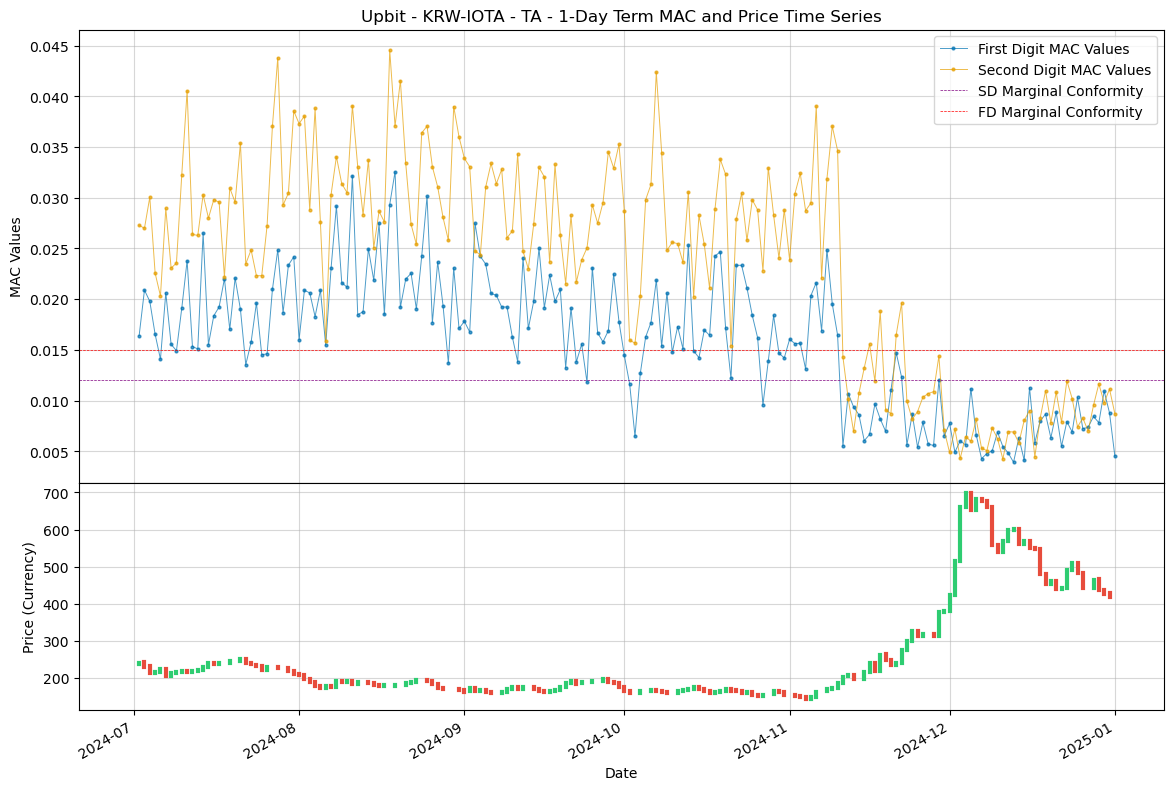 Upbit - KRW-IOTA - TA - 1-Day Term MAC and Price Time Series
First Digit MAC Values
Second Digit MAC Values
SD Marginal Conformity
FD Marginal Conformity
MAC Values
0.045
0.040
0.035
0.030
0.025
0.020
0.015
0.010
0.005
Price (Currency)
700
600
500
400
300
200
2024-07
2024-08
2024-09
2024-10
2024-11
2024-12
2025-01
Date